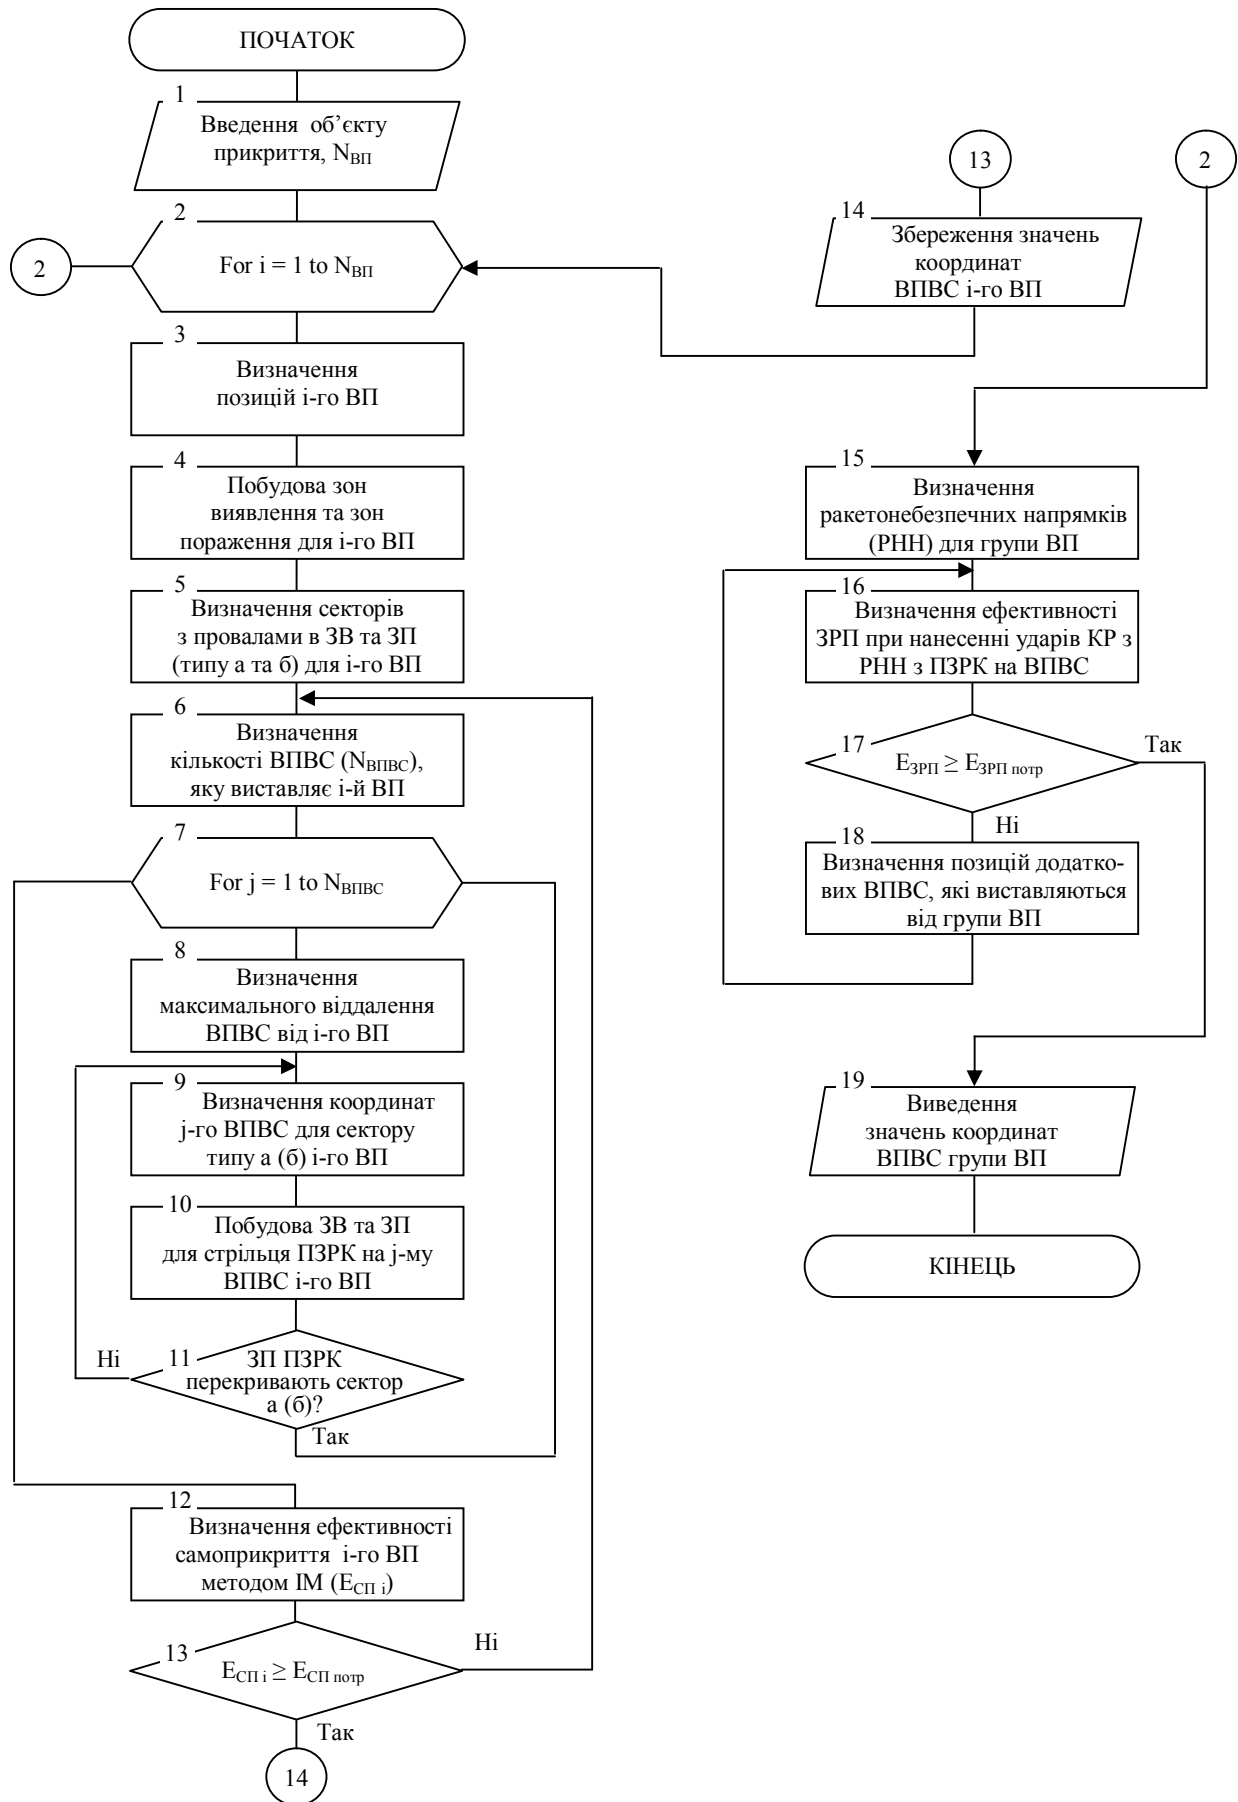 ПОЧАТОК
1
Введення об’єкту
прикриття, NВП
2
2
For i = 1 to NВП
3
Визначення
позицій і-го ВП
4
Побудова зон
виявлення та зон
пораження для і-го ВП
5
Визначення секторів
з провалами в ЗВ та ЗП
(типу а та б) для і-го ВП
6
Визначення
кількості ВПВС (NВПВС),
яку виставляє і-й ВП
7
For j = 1 to NВПВС
8
Визначення
максимального віддалення
ВПВС від і-го ВП
9
Визначення координат
j-го ВПВС для сектору
типу а (б) і-го ВП
10
Побудова ЗВ та ЗП
для стрільця ПЗРК на j-му
ВПВС і-го ВП
11
Ні
ЗП ПЗРК
перекривають сектор
а (б)?
Так
12
Визначення ефективності
самоприкриття і-го ВП
методом ІМ (ЕСП і)
13
Ні
ЕСП і ≥ ЕСП потр
Так
14
13
2
14
Збереження значень
координат
ВПВС і-го ВП
15
Визначення
ракетонебезпечних напрямків
(РНН) для групи ВП
16
Визначення ефективності
ЗРП при нанесенні ударів КР з
РНН з ПЗРК на ВПВС
17
Так
ЕЗРП ≥ ЕЗРП потр
Ні
18
Визначення позицій додатко-
вих ВПВС, які виставляються
від групи ВП
19
Виведення
значень координат
ВПВС групи ВП
КІНЕЦЬ